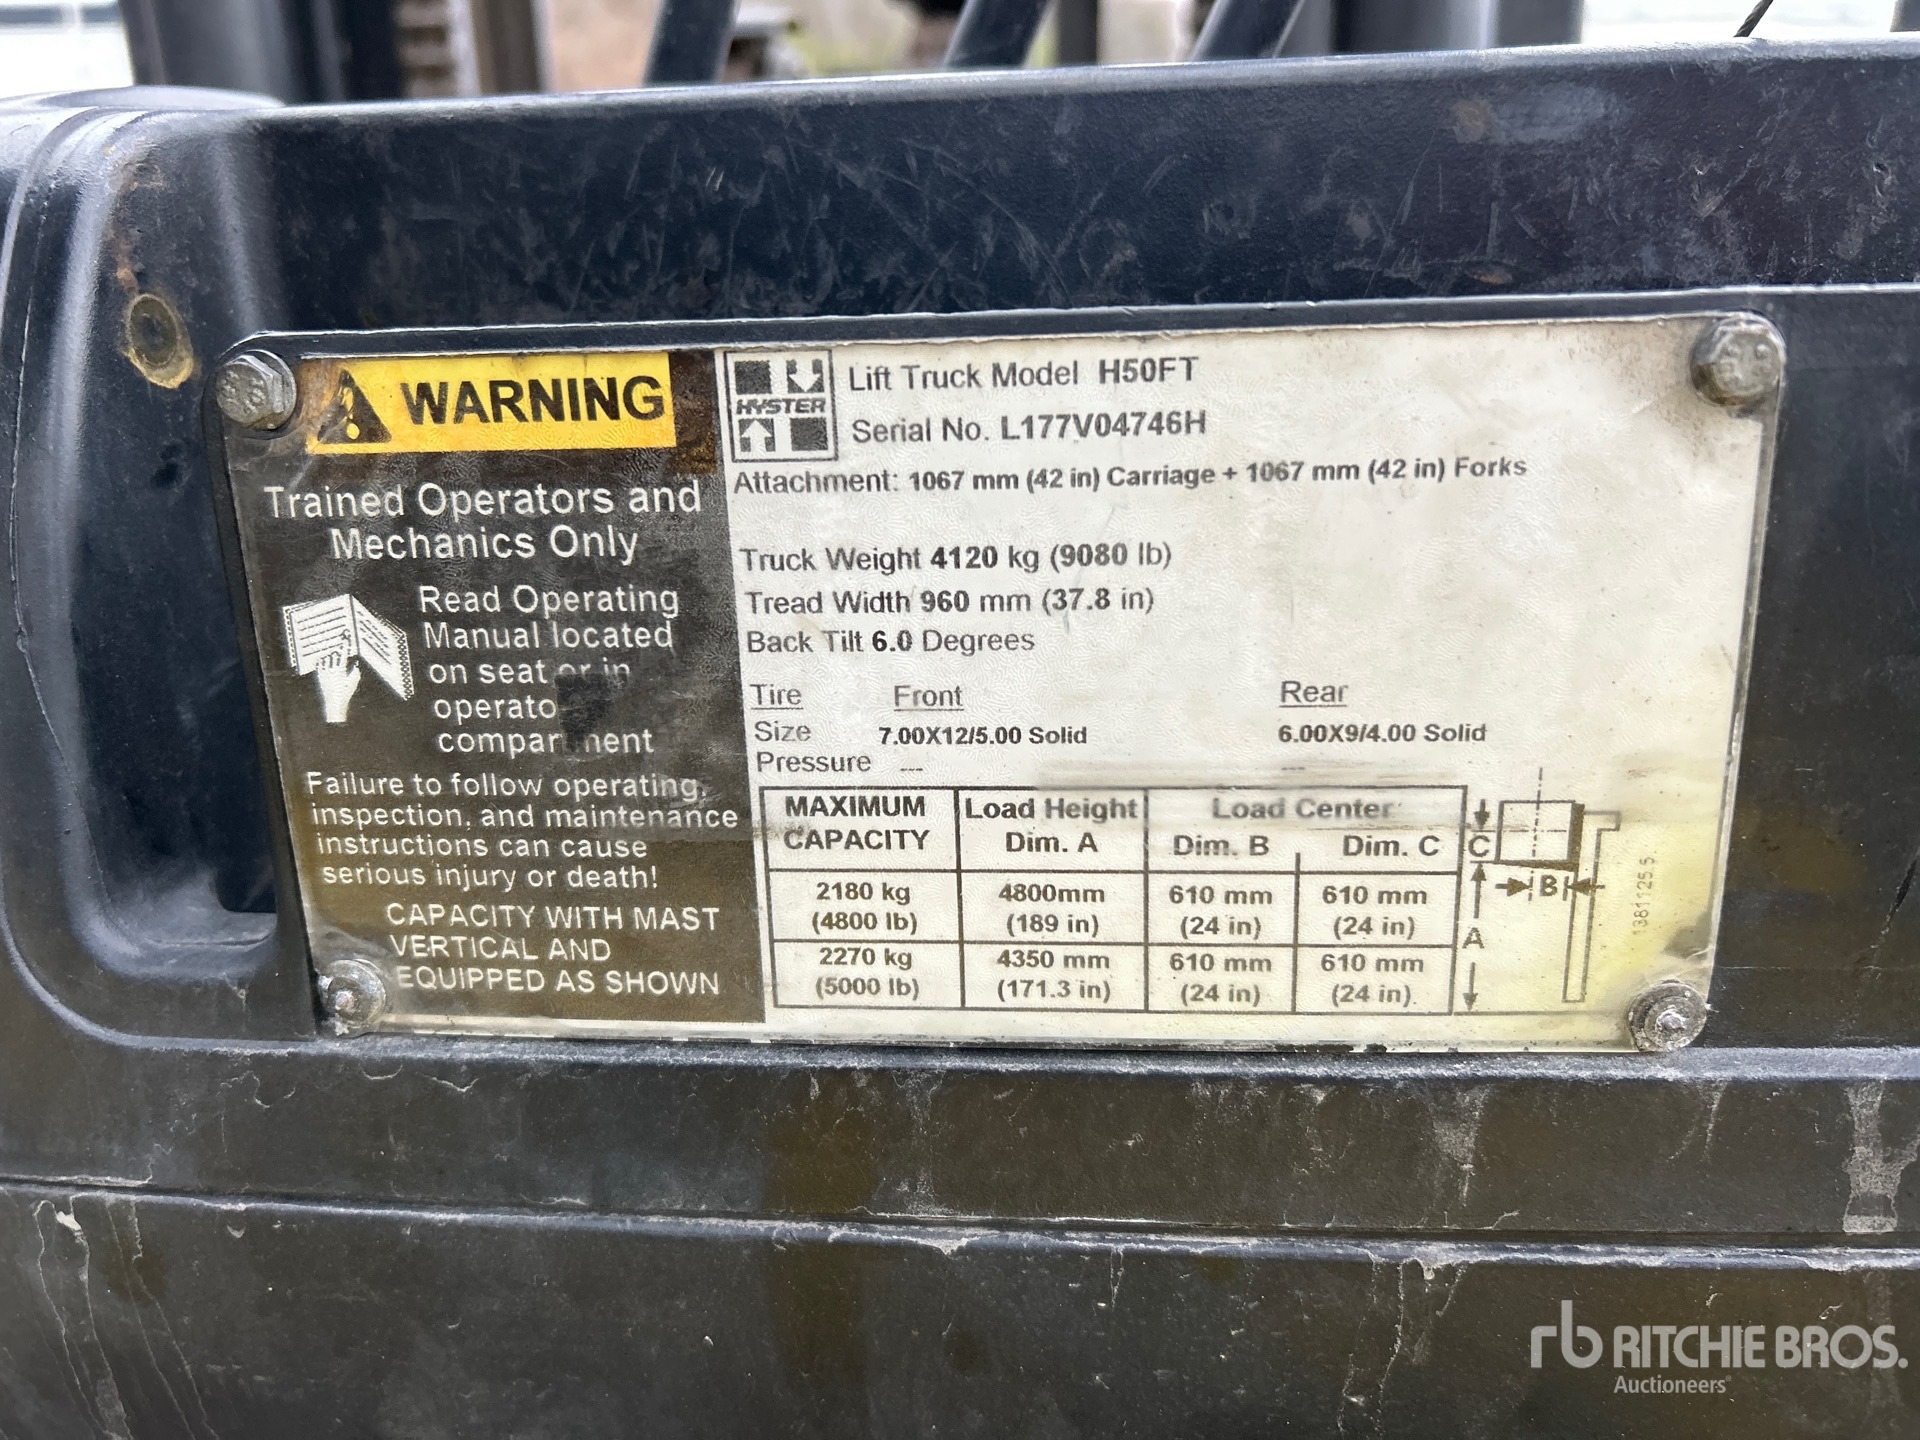 WARNING
Trained Operators and
Mechanics Only
Read Operating
Manual located
on seat or in
operato
compartment
Failure to follow operating,
inspection, and maintenance
instructions can cause
serious injury or death!
CAPACITY WITH MAST
VERTICAL AND
EQUIPPED AS SHOWN
HYSTER
Lift Truck Model H50FT
Serial No. L177V04746H
Attachment: 1067 mm (42 in) Carriage + 1067 mm (42 in) Forks
Truck Weight 4120 kg (9080 lb)
Tread Width 960 mm (37.8 in)
Back Tilt 6.0 Degrees
Tire Front Rear
Size 7.00X12/5.00 Solid 6.00X9/4.00 Solid
Pressure --- ---
MAXIMUM CAPACITY Load Height Dim. A Load Center Dim. B Dim. C
2180 kg (4800 lb) 4800mm (189 in) 610 mm (24 in) 610 mm (24 in)
2270 kg (5000 lb) 4350 mm (171.3 in) 610 mm (24 in) 610 mm (24 in)
C
B
A
1381125.5.
rb RITCHIE BROS.
Auctioneers